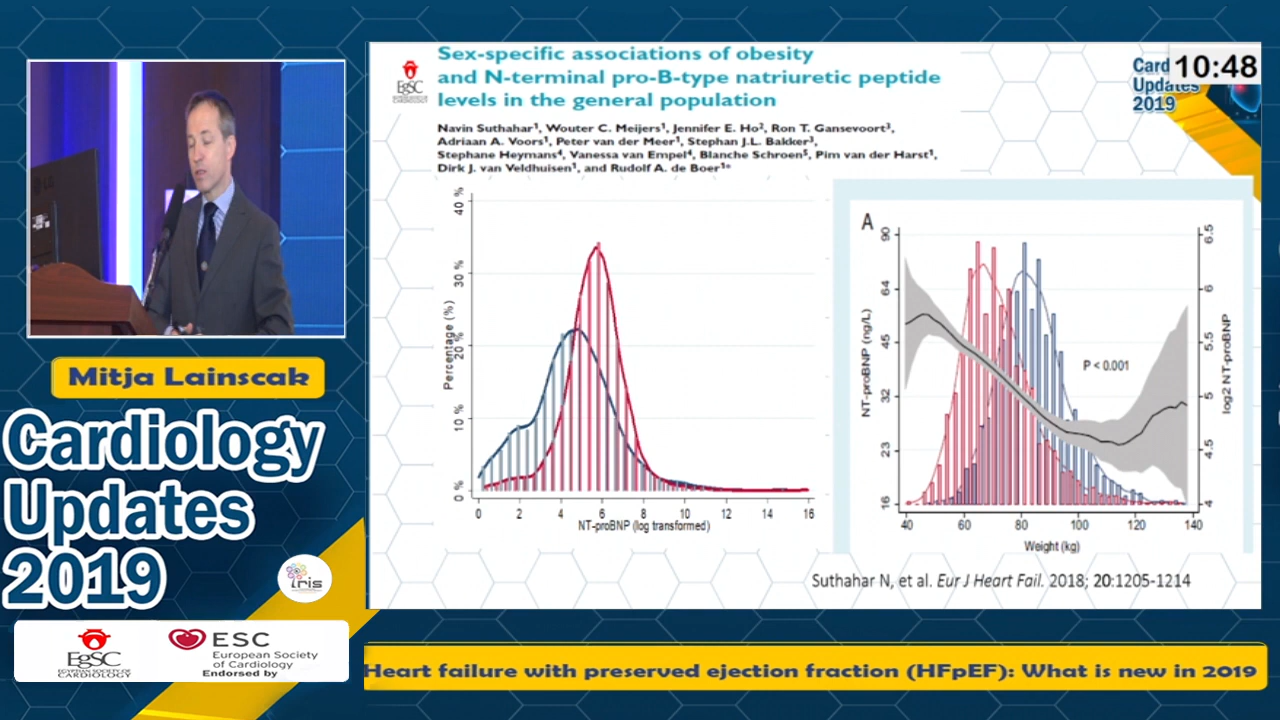 Sex-specific associations of obesity
and N-terminal pro-B-type natriuretic peptide
levels in the general population
Navin Suthahar¹, Wouter C. Meijers¹, Jennifer E. Ho², Ron T. Gansevoort³,
Adriaan A. Voors¹, Peter van der Meer¹, Stephan J.L. Bakker³,
Stephane Heymans⁴, Vanessa van Empel⁴, Blanche Schroen⁵, Pim van der Harst¹,
Dirk J. van Veldhuisen¹, and Rudolf A. de Boer¹*
EgSC
Card
Updates
2019
10:48
Percentage (%)
40 %
30 %
20 %
10 %
0 %
0 2 4 6 8 10 12 14 16
NT-proBNP (log transformed)
A
NT-proBNP (ng/L)
90
64
45
32
23
16
P < 0.001
6.5
6
5.5
5
4.5
4
log2 NT-proBNP
40 60 80 100 120 140
Weight (kg)
Suthahar N, et al. Eur J Heart Fail. 2018; 20:1205-1214
LG
Mitja Lainscak
Cardiology
Updates
2019
iris
EgSC
EGYPTIAN SOCIETY OF
CARDIOLOGY
ESC
European Society
of Cardiology
Endorsed by
Heart failure with preserved ejection fraction (HFpEF): What is new in 2019